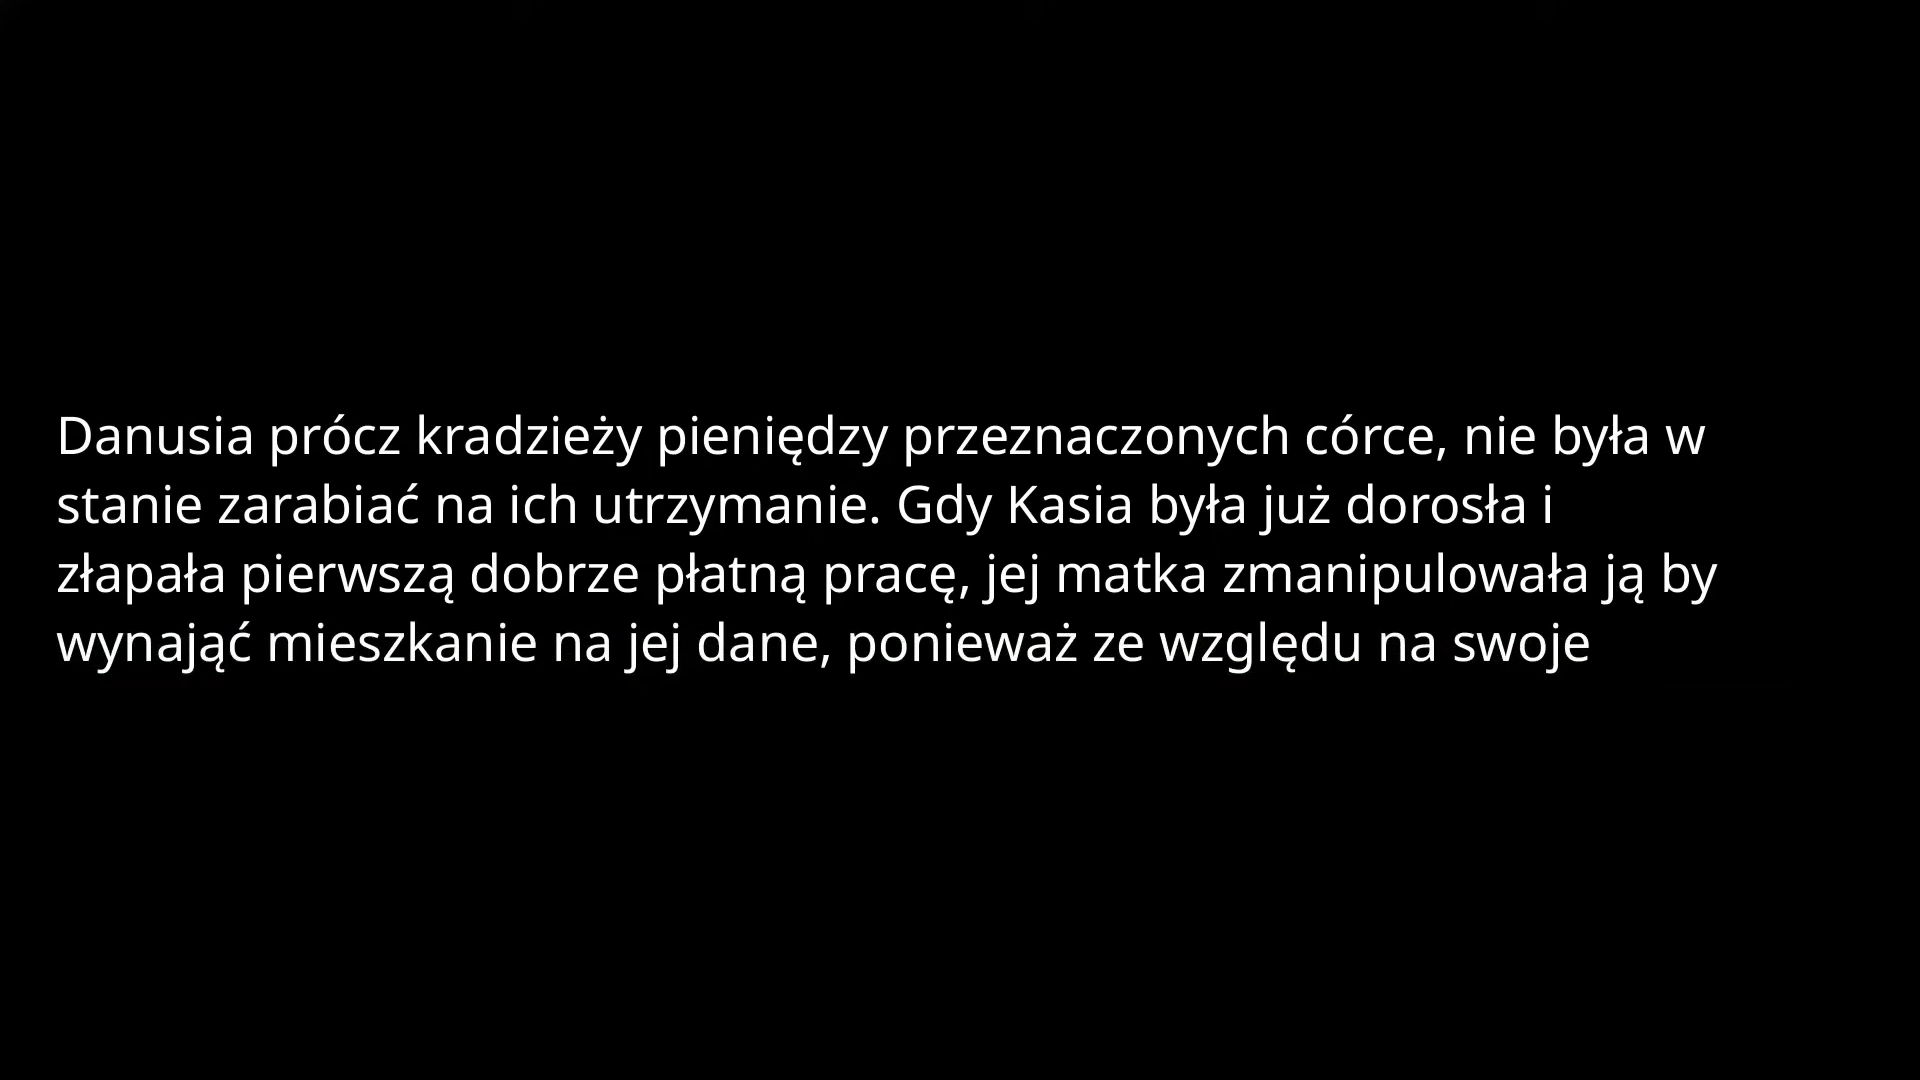 Danusia prócz kradzieży pieniędzy przeznaczonych córce, nie była w
stanie zarabiać na ich utrzymanie. Gdy Kasia była już dorosła i
złapała pierwszą dobrze płatną pracę, jej matka zmanipulowała ją by
wynająć mieszkanie na jej dane, ponieważ ze względu na swoje